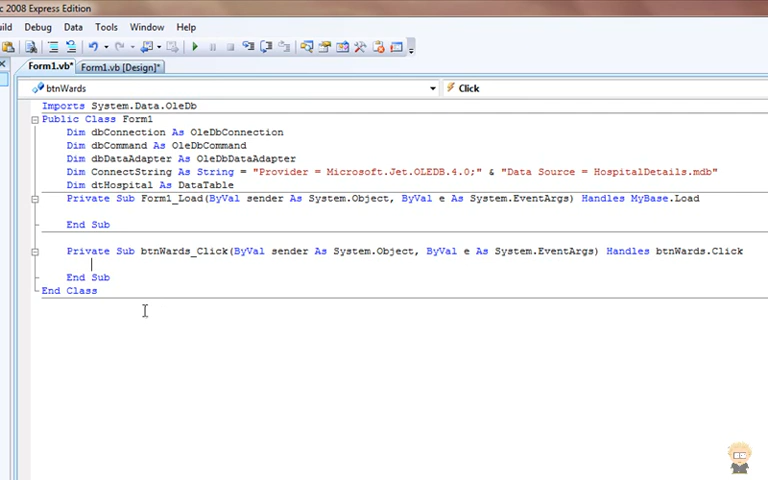 c 2008 Express Edition
uild Debug Data Tools Window Help
Form1.vb* Form1.vb [Design]*
btnWards Click
Imports System.Data.OleDb
Public Class Form1
Dim dbConnection As OleDbConnection
Dim dbCommand As OleDbCommand
Dim dbDataAdapter As OleDbDataAdapter
Dim ConnectString As String = "Provider = Microsoft.Jet.OLEDB.4.0;" & "Data Source = HospitalDetails.mdb"
Dim dtHospital As DataTable
Private Sub Form1_Load(ByVal sender As System.Object, ByVal e As System.EventArgs) Handles MyBase.Load
End Sub
Private Sub btnWards_Click(ByVal sender As System.Object, ByVal e As System.EventArgs) Handles btnWards.Click
End Sub
End Class